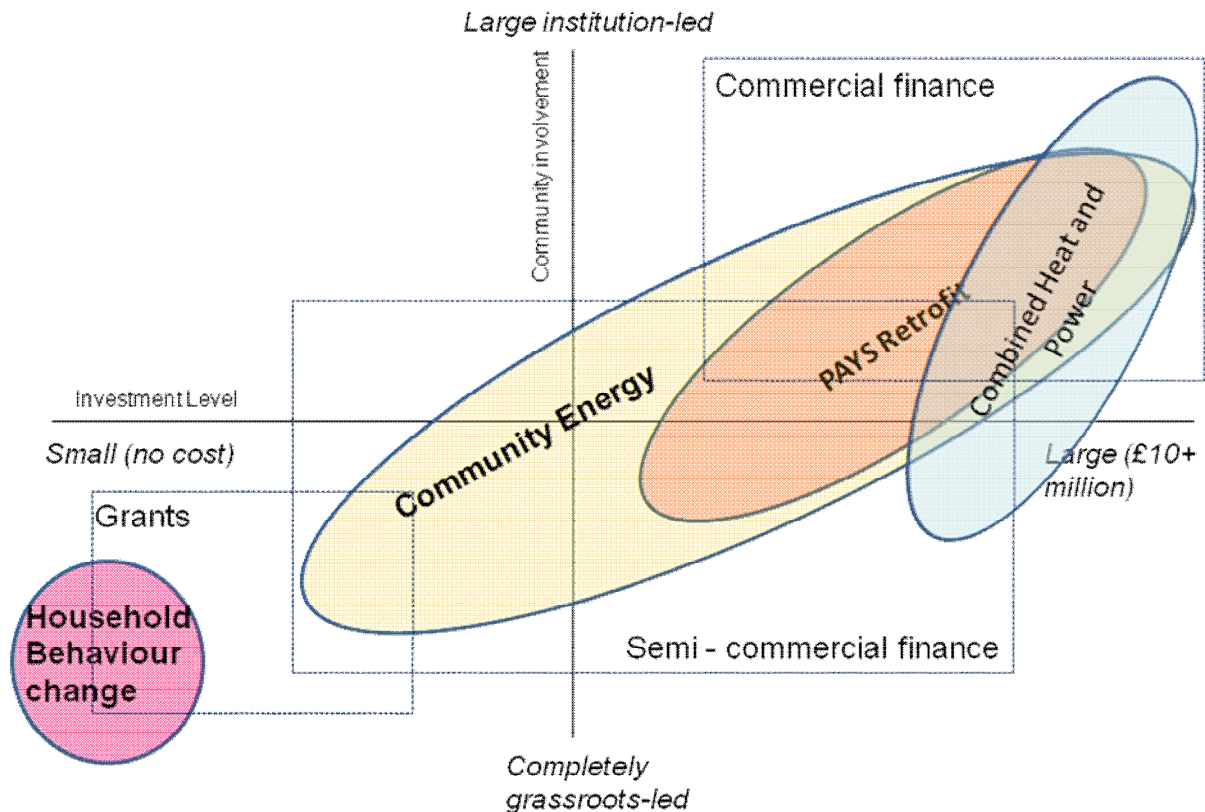 Large institution-led
Community involvement
Commercial finance
Combined Heat and
Power
PAYS Retrofit
Community Energy
Investment Level
Small (no cost)
Large (£10+
million)
Grants
Household
Behaviour
change
Semi - commercial finance
Completely
grassroots-led